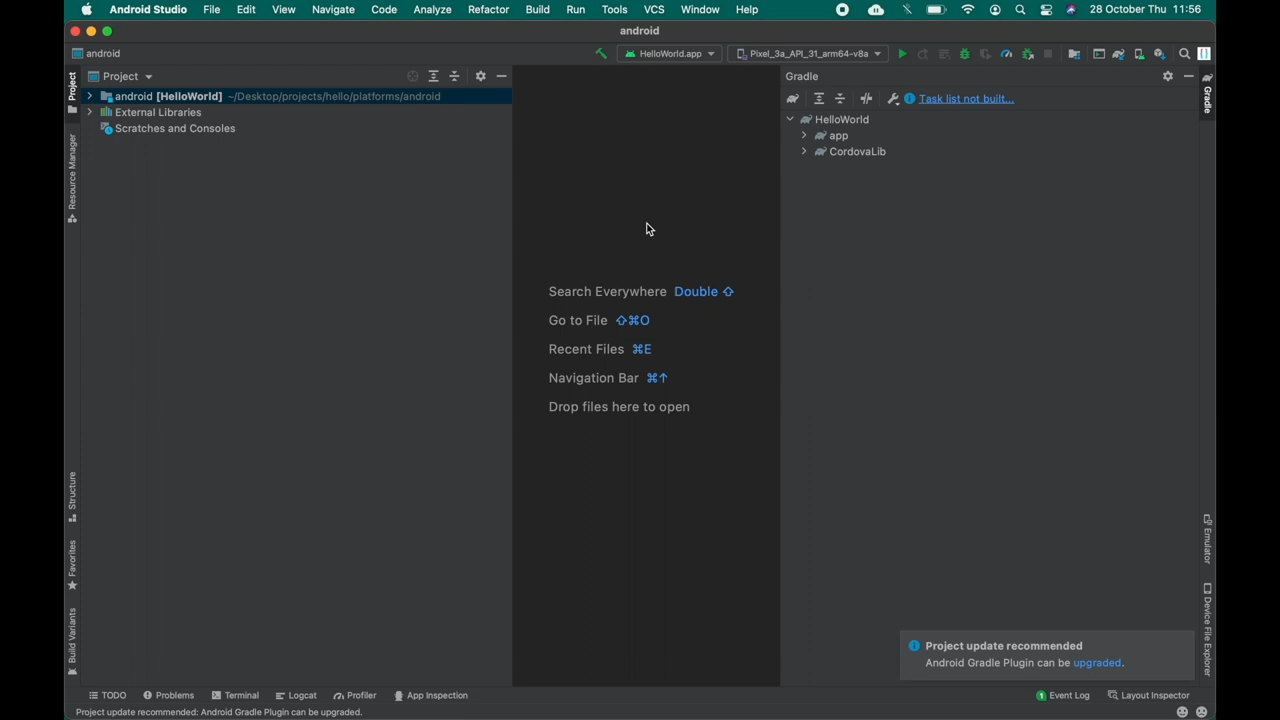 Android Studio File Edit View Navigate Code Analyze Refactor Build Run Tools VCS Window Help 28 October Thu 11:56
android
android HelloWorld.app Pixel_3a_API_31_arm64-v8a
Project
Gradle
android [HelloWorld] ~/Desktop/projects/hello/platforms/android
External Libraries
Scratches and Consoles
Task list not built...
HelloWorld
app
CordovaLib
Project
Resource Manager
Structure
Favorites
Build Variants
Search Everywhere Double ⇧
Go to File ⇧⌘O
Recent Files ⌘E
Navigation Bar ⌘↑
Drop files here to open
Gradle
Emulator
Device File Explorer
Project update recommended
Android Gradle Plugin can be upgraded.
TODO Problems Terminal Logcat Profiler App Inspection 1 Event Log Layout Inspector
Project update recommended: Android Gradle Plugin can be upgraded.